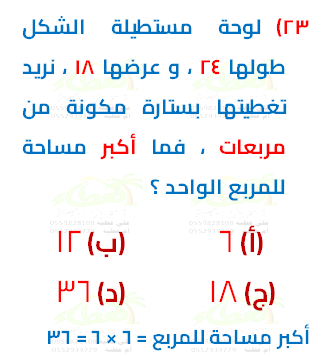 ٢٣) لوحة مستطيلة الشكل
طولها ٢٤ ، و عرضها ١٨ ، نريد
تغطيتها بستارة مكونة من
مربعات ، فما أكبر مساحة
للمربع الواحد ؟
(أ) ٦ (ب) ١٢
(ج) ١٨ (د) ٣٦
أكبر مساحة للمربع = ٦ × ٦ = ٣٦